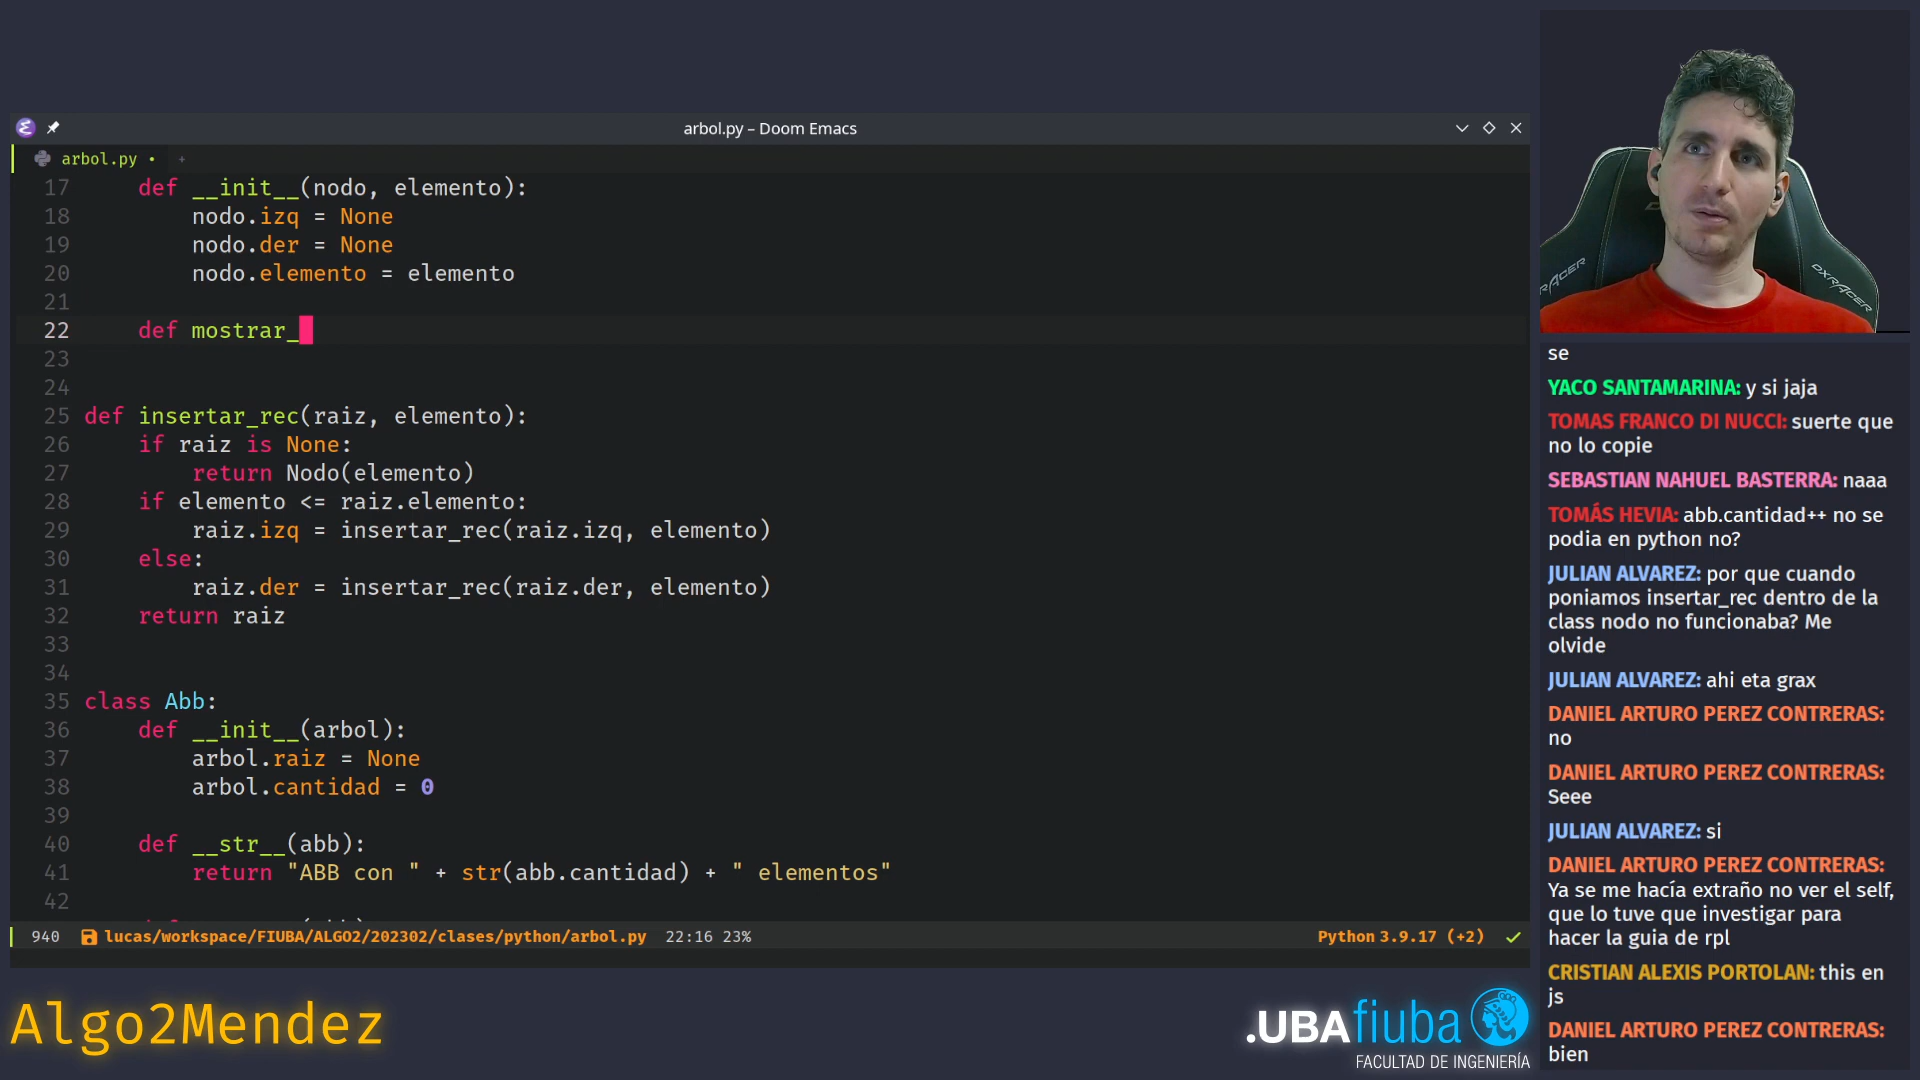 arbol.py – Doom Emacs
arbol.py • +
17 def __init__(nodo, elemento):
18 nodo.izq = None
19 nodo.der = None
20 nodo.elemento = elemento
21
22 def mostrar_
23
24
25 def insertar_rec(raiz, elemento):
26 if raiz is None:
27 return Nodo(elemento)
28 if elemento <= raiz.elemento:
29 raiz.izq = insertar_rec(raiz.izq, elemento)
30 else:
31 raiz.der = insertar_rec(raiz.der, elemento)
32 return raiz
33
34
35 class Abb:
36 def __init__(arbol):
37 arbol.raiz = None
38 arbol.cantidad = 0
39
40 def __str__(abb):
41 return "ABB con " + str(abb.cantidad) + " elementos"
42
940 lucas/workspace/FIUBA/ALGO2/202302/clases/python/arbol.py 22:16 23% Python 3.9.17 (+2)
Algo2Mendez
.UBAfiuba
FACULTAD DE INGENIERÍA
DXRACER
se
YACO SANTAMARINA: y si jaja
TOMAS FRANCO DI NUCCI: suerte que
no lo copie
SEBASTIAN NAHUEL BASTERRA: naaa
TOMÁS HEVIA: abb.cantidad++ no se
podia en python no?
JULIAN ALVAREZ: por que cuando
poniamos insertar_rec dentro de la
class nodo no funcionaba? Me
olvide
JULIAN ALVAREZ: ahi eta grax
DANIEL ARTURO PEREZ CONTRERAS:
no
DANIEL ARTURO PEREZ CONTRERAS:
Seee
JULIAN ALVAREZ: si
DANIEL ARTURO PEREZ CONTRERAS:
Ya se me hacía extraño no ver el self,
que lo tuve que investigar para
hacer la guia de rpl
CRISTIAN ALEXIS PORTOLAN: this en
js
DANIEL ARTURO PEREZ CONTRERAS:
bien